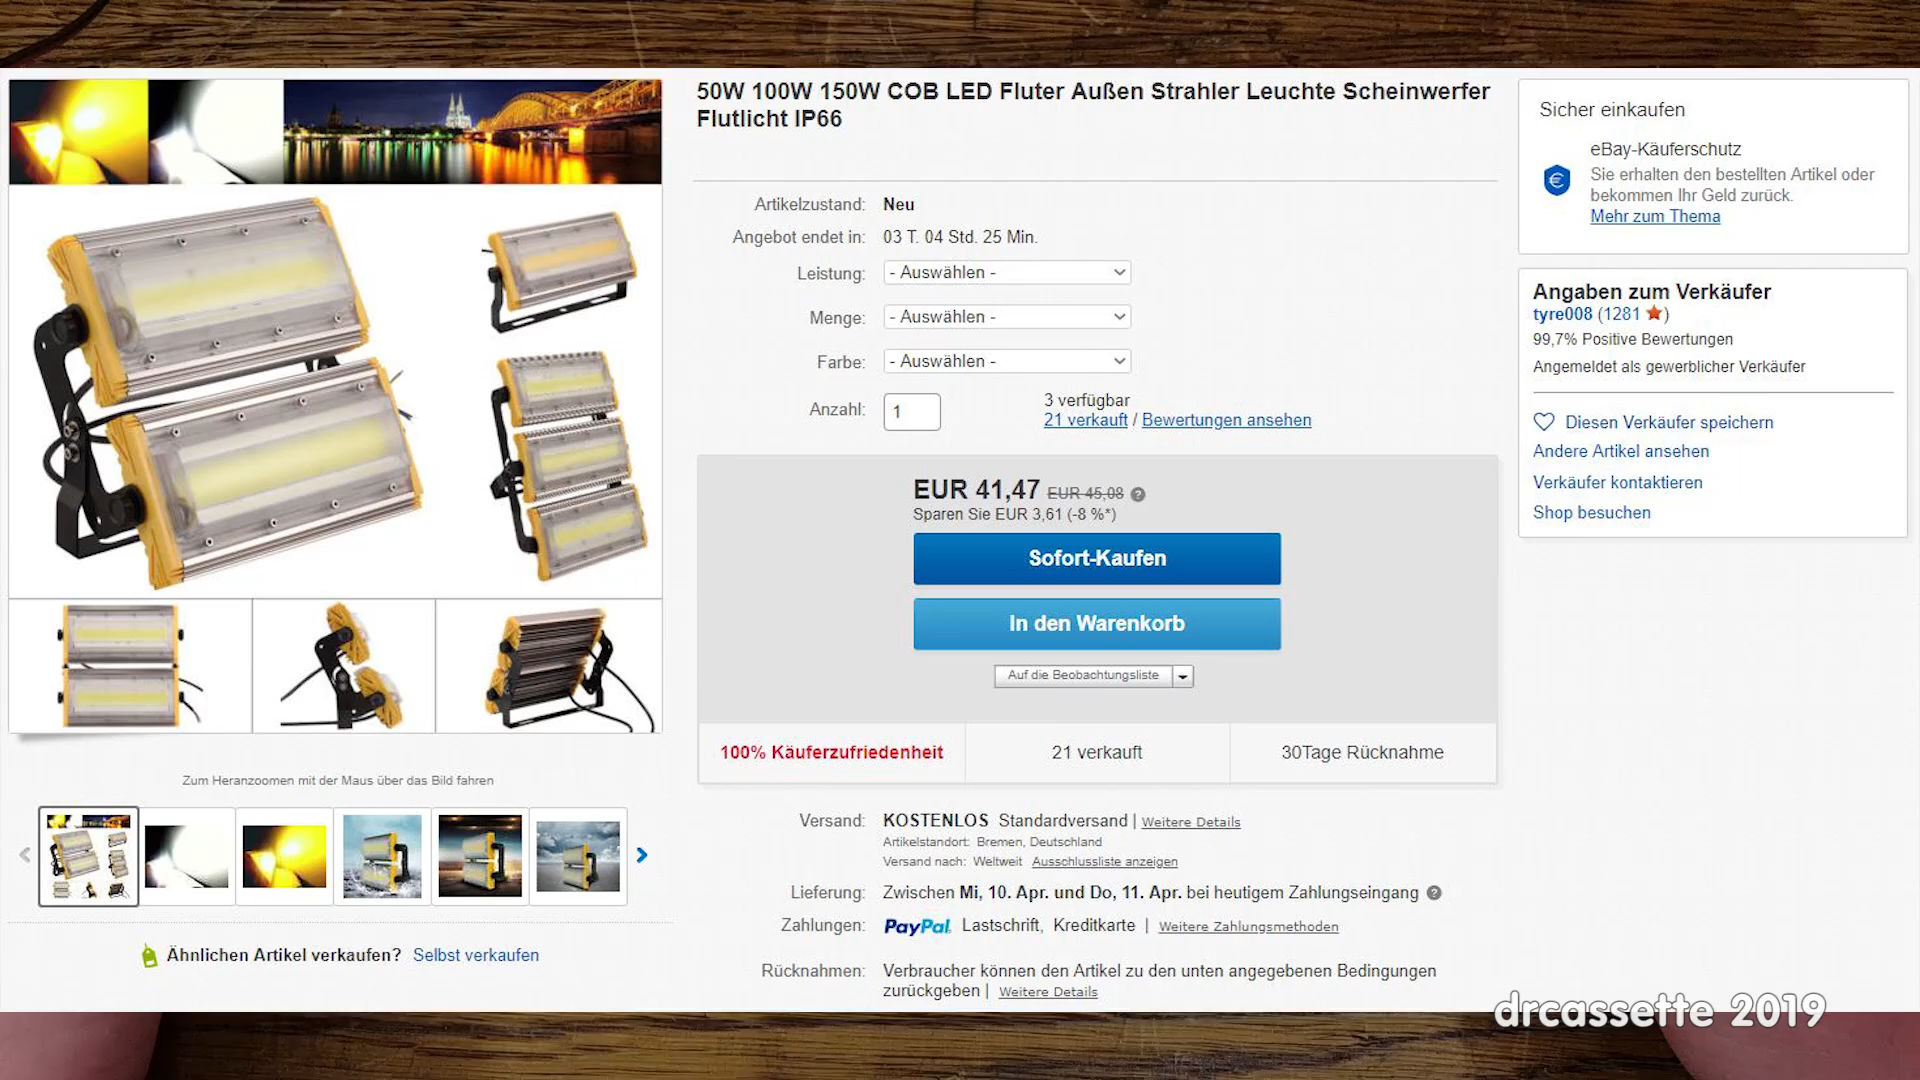 50W 100W 150W COB LED Fluter Außen Strahler Leuchte Scheinwerfer
Flutlicht IP66
Artikelzustand: Neu
Angebot endet in: 03 T. 04 Std. 25 Min.
Leistung: - Auswählen -
Menge: - Auswählen -
Farbe: - Auswählen -
Anzahl: 1
3 verfügbar
21 verkauft / Bewertungen ansehen
EUR 41,47 EUR 45,08 ?
Sparen Sie EUR 3,61 (-8 %*)
Sofort-Kaufen
In den Warenkorb
Auf die Beobachtungsliste
100% Käuferzufriedenheit
21 verkauft
30Tage Rücknahme
Versand: KOSTENLOS Standardversand | Weitere Details
Artikelstandort: Bremen, Deutschland
Versand nach: Weltweit Ausschlussliste anzeigen
Lieferung: Zwischen Mi, 10. Apr. und Do, 11. Apr. bei heutigem Zahlungseingang ?
Zahlungen: PayPal Lastschrift, Kreditkarte | Weitere Zahlungsmethoden
Rücknahmen: Verbraucher können den Artikel zu den unten angegebenen Bedingungen
zurückgeben | Weitere Details
Zum Heranzoomen mit der Maus über das Bild fahren
Ähnlichen Artikel verkaufen? Selbst verkaufen
Sicher einkaufen
eBay-Käuferschutz
€
Sie erhalten den bestellten Artikel oder
bekommen Ihr Geld zurück.
Mehr zum Thema
Angaben zum Verkäufer
tyre008 (1281 )
99,7% Positive Bewertungen
Angemeldet als gewerblicher Verkäufer
Diesen Verkäufer speichern
Andere Artikel ansehen
Verkäufer kontaktieren
Shop besuchen
drcassette 2019